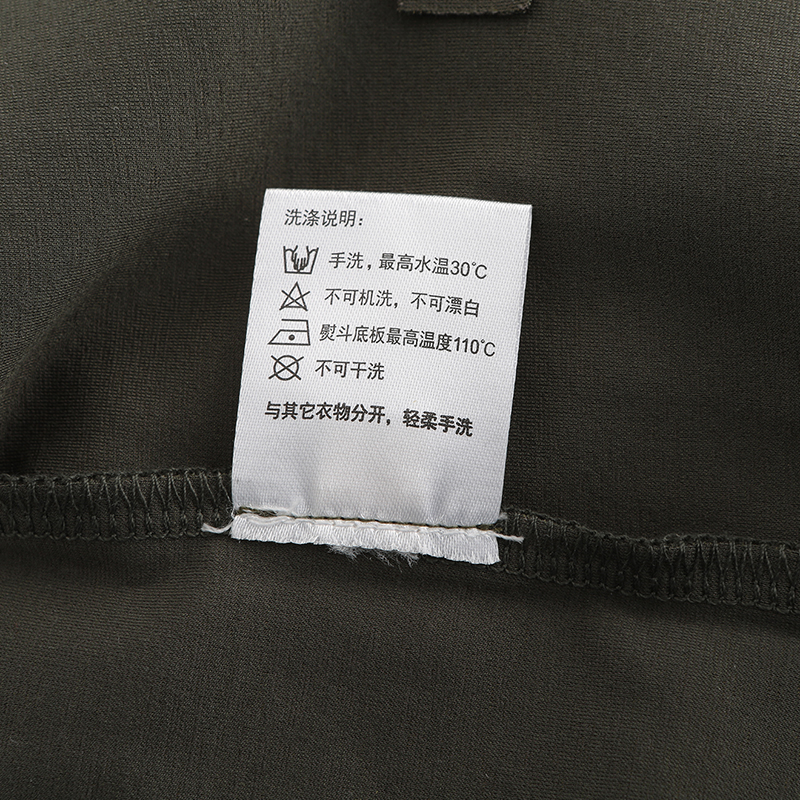 洗涤说明:
手洗，最高水温30℃
不可机洗，不可漂白
熨斗底板最高温度110℃
不可干洗
与其它衣物分开，轻柔手洗